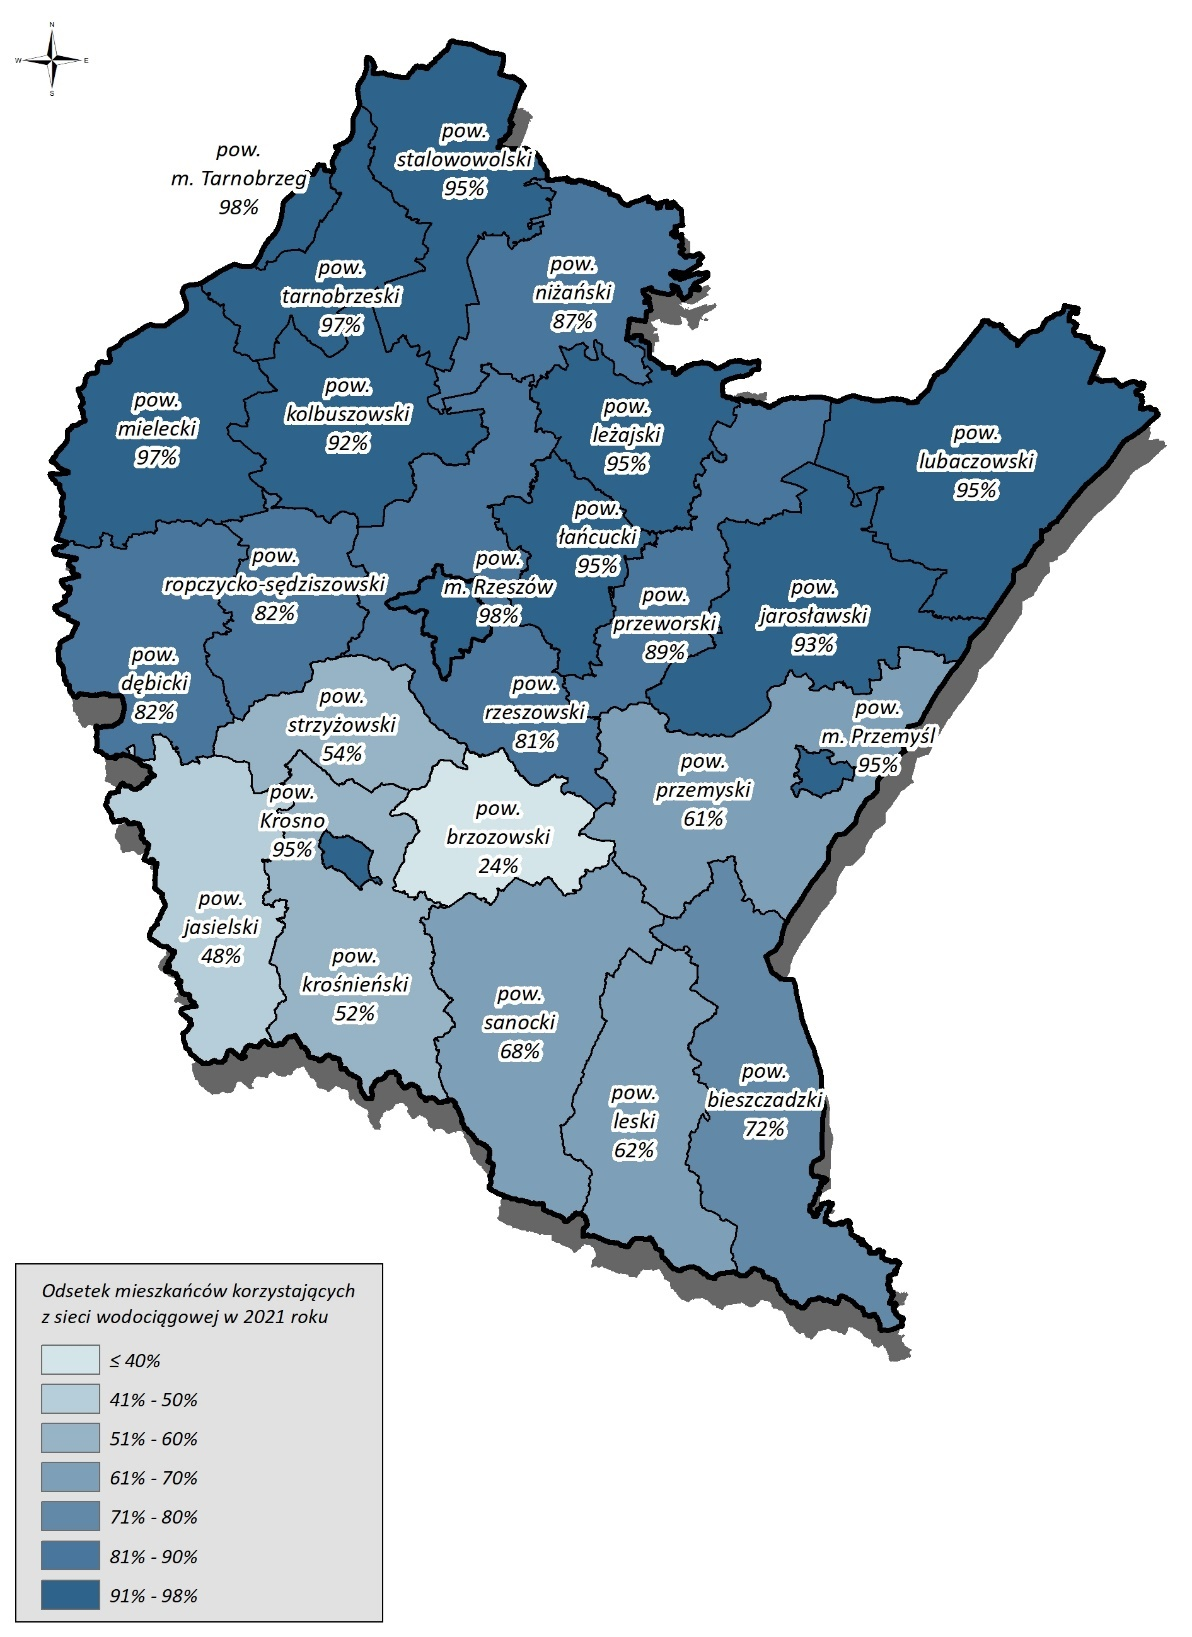 N
W
E
S
pow.
stalowowolski
95%
pow.
m. Tarnobrzeg
98%
pow.
tarnobrzeski
97%
pow.
niżański
87%
pow.
mielecki
97%
pow.
kolbuszowski
92%
pow.
leżajski
95%
pow.
lubaczowski
95%
pow.
łańcucki
95%
pow.
ropczycko-sędziszowski
82%
pow.
m. Rzeszów
98%
pow.
przeworski
89%
pow.
jarosławski
93%
pow.
dębicki
82%
pow.
strzyżowski
54%
pow.
rzeszowski
81%
pow.
m. Przemyśl
95%
pow.
przemyski
61%
pow.
Krosno
95%
pow.
brzozowski
24%
pow.
jasielski
48%
pow.
krośnieński
52%
pow.
sanocki
68%
pow.
leski
62%
pow.
bieszczadzki
72%
Odsetek mieszkańców korzystających
z sieci wodociągowej w 2021 roku
≤ 40%
41% - 50%
51% - 60%
61% - 70%
71% - 80%
81% - 90%
91% - 98%